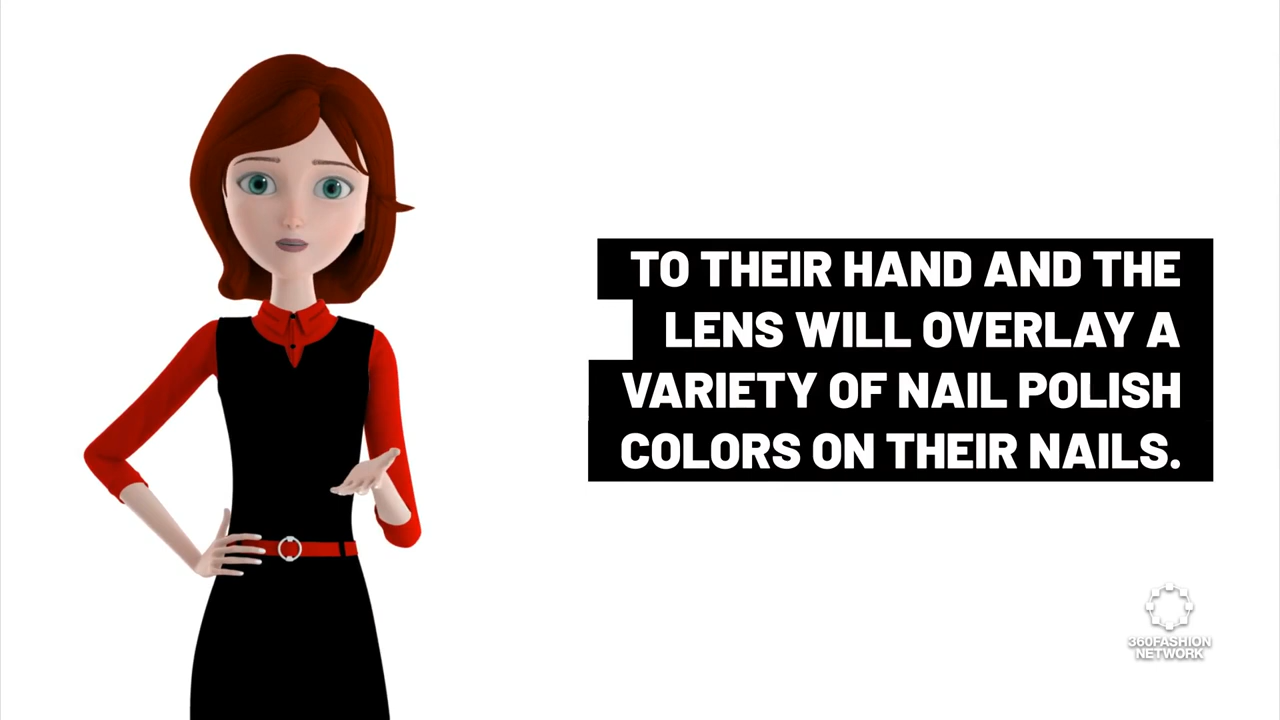 TO THEIR HAND AND THE
LENS WILL OVERLAY A
VARIETY OF NAIL POLISH
COLORS ON THEIR NAILS.
360FASHION
NETWORK